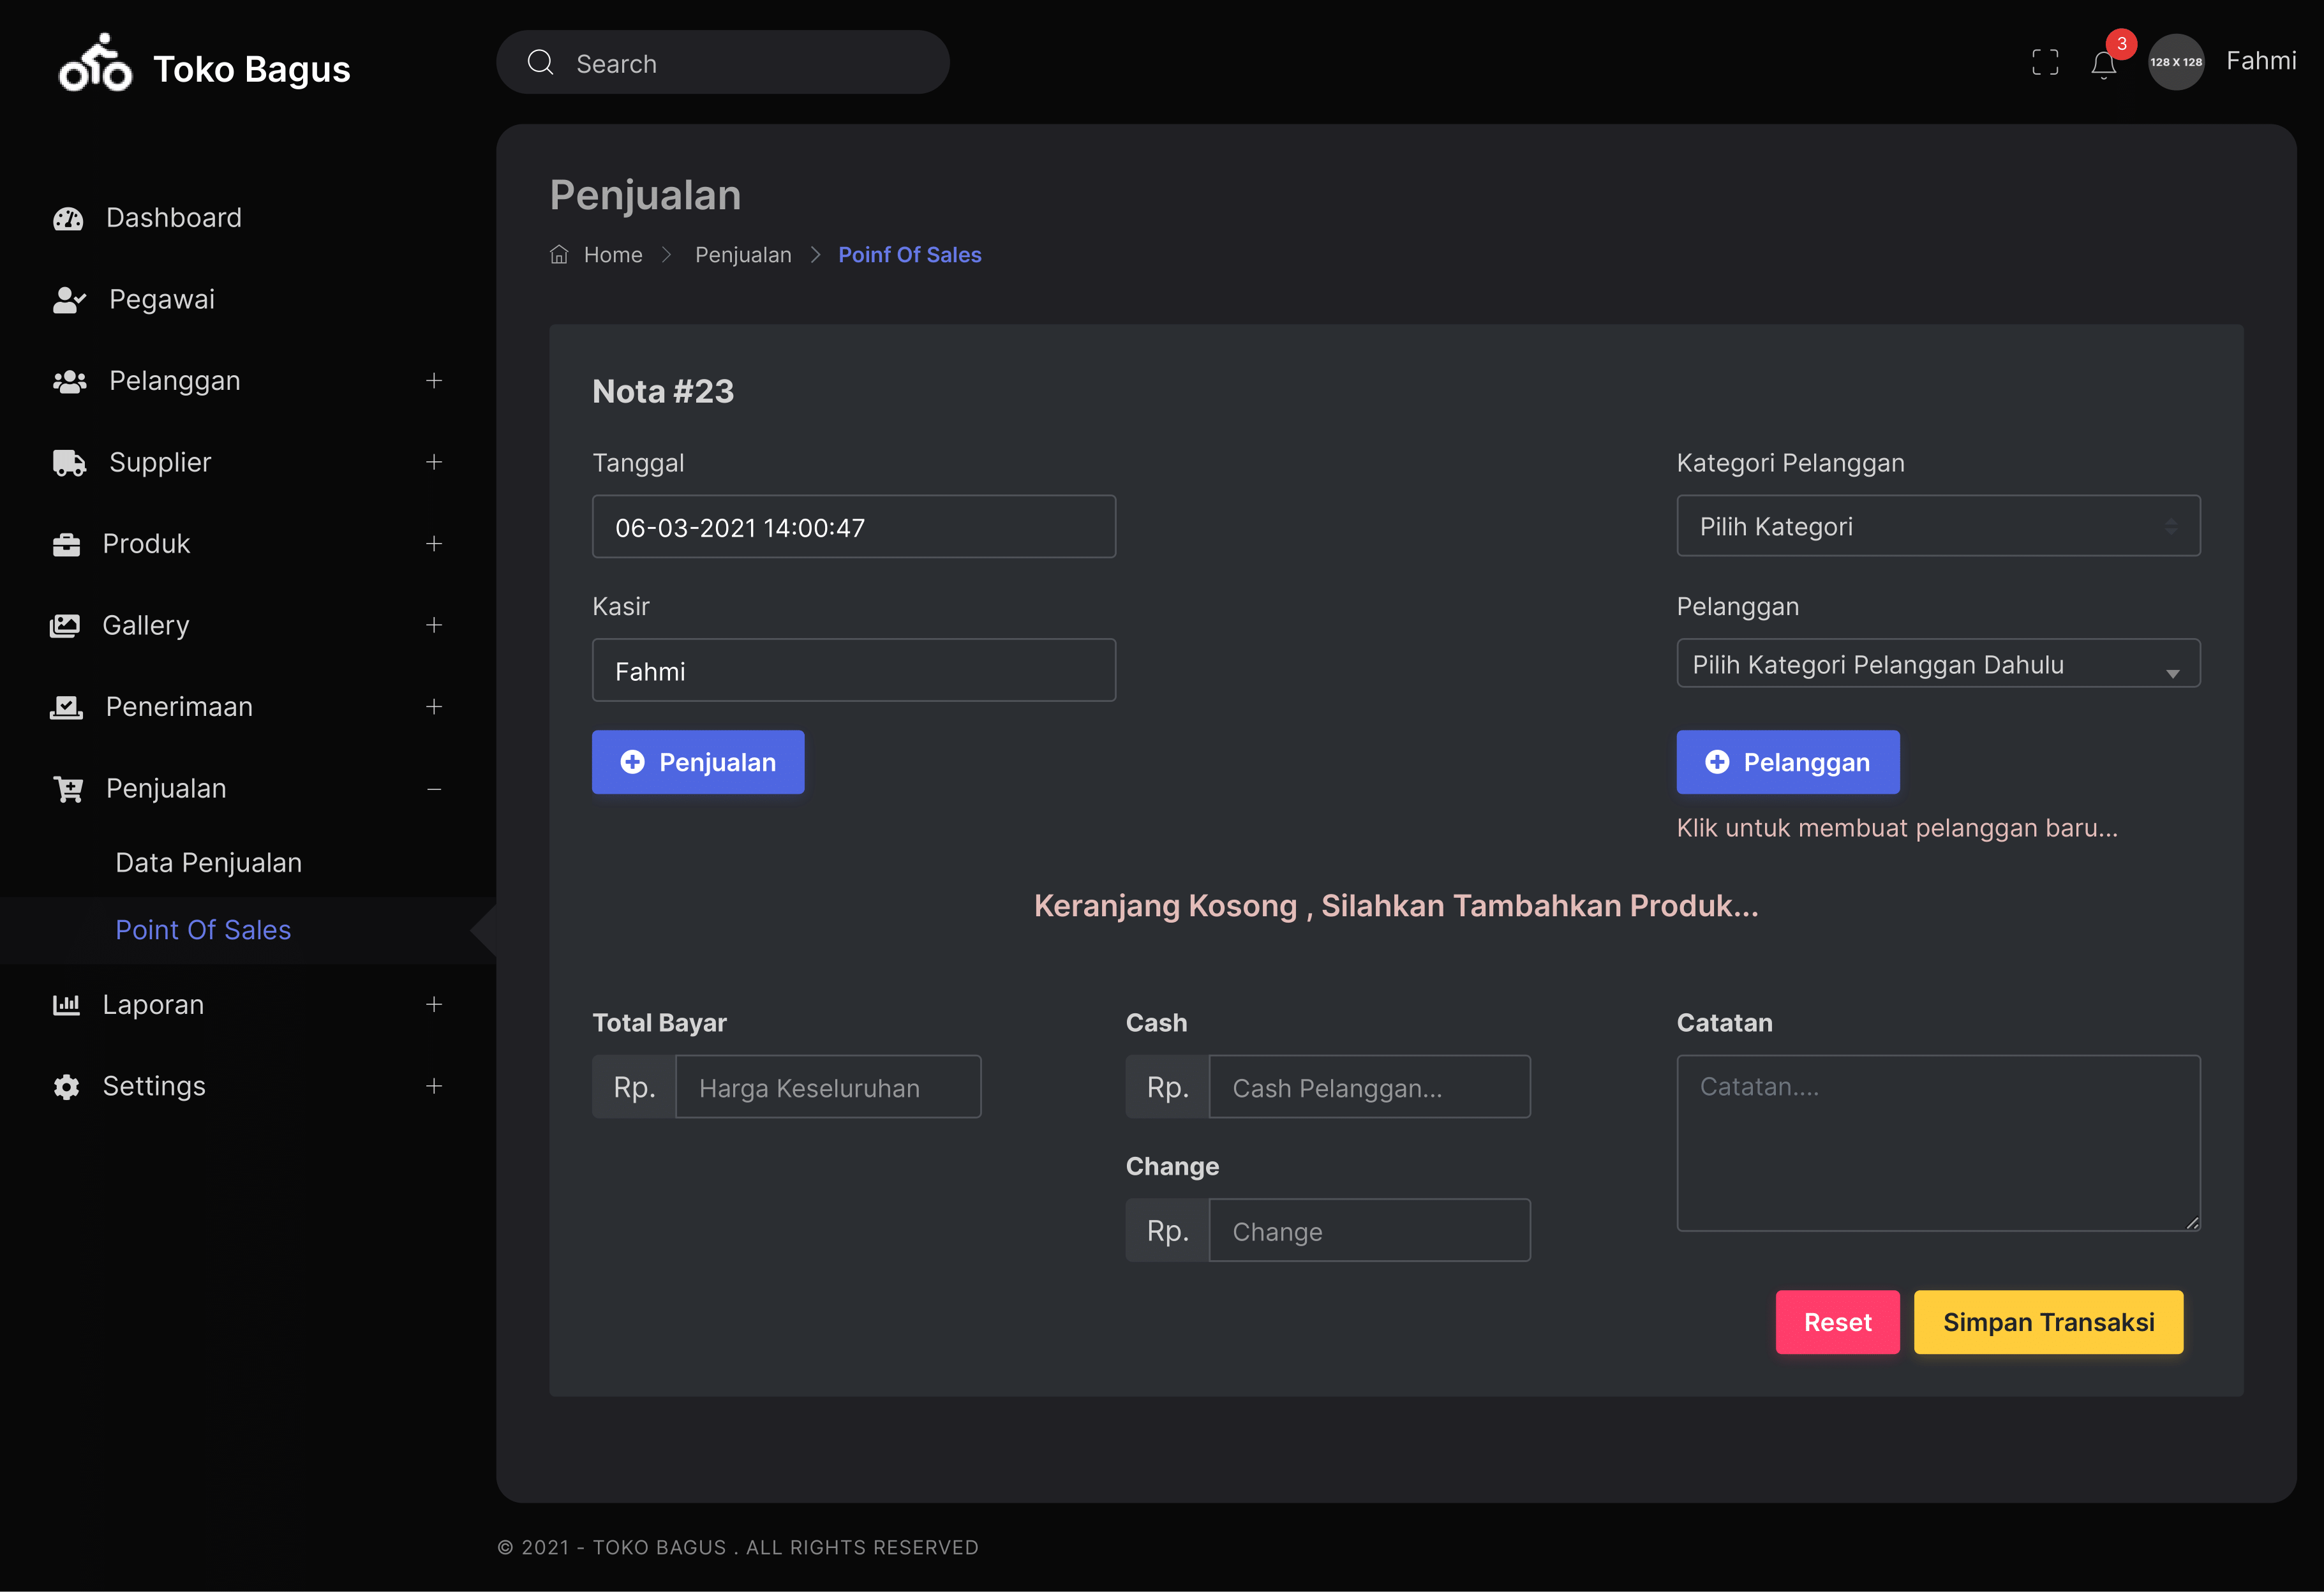 Toko Bagus
Search
3
128 X 128
Fahmi
Dashboard
Pegawai
Pelanggan
Supplier
Produk
Gallery
Penerimaan
Penjualan
Data Penjualan
Point Of Sales
Laporan
Settings
Penjualan
Home > Penjualan > Poinf Of Sales
Nota #23
Tanggal
06-03-2021 14:00:47
Kasir
Fahmi
Penjualan
Kategori Pelanggan
Pilih Kategori
Pelanggan
Pilih Kategori Pelanggan Dahulu
Pelanggan
Klik untuk membuat pelanggan baru...
Keranjang Kosong , Silahkan Tambahkan Produk...
Total Bayar
Rp. Harga Keseluruhan
Cash
Rp. Cash Pelanggan...
Change
Rp. Change
Catatan
Catatan....
Reset
Simpan Transaksi
© 2021 - TOKO BAGUS . ALL RIGHTS RESERVED